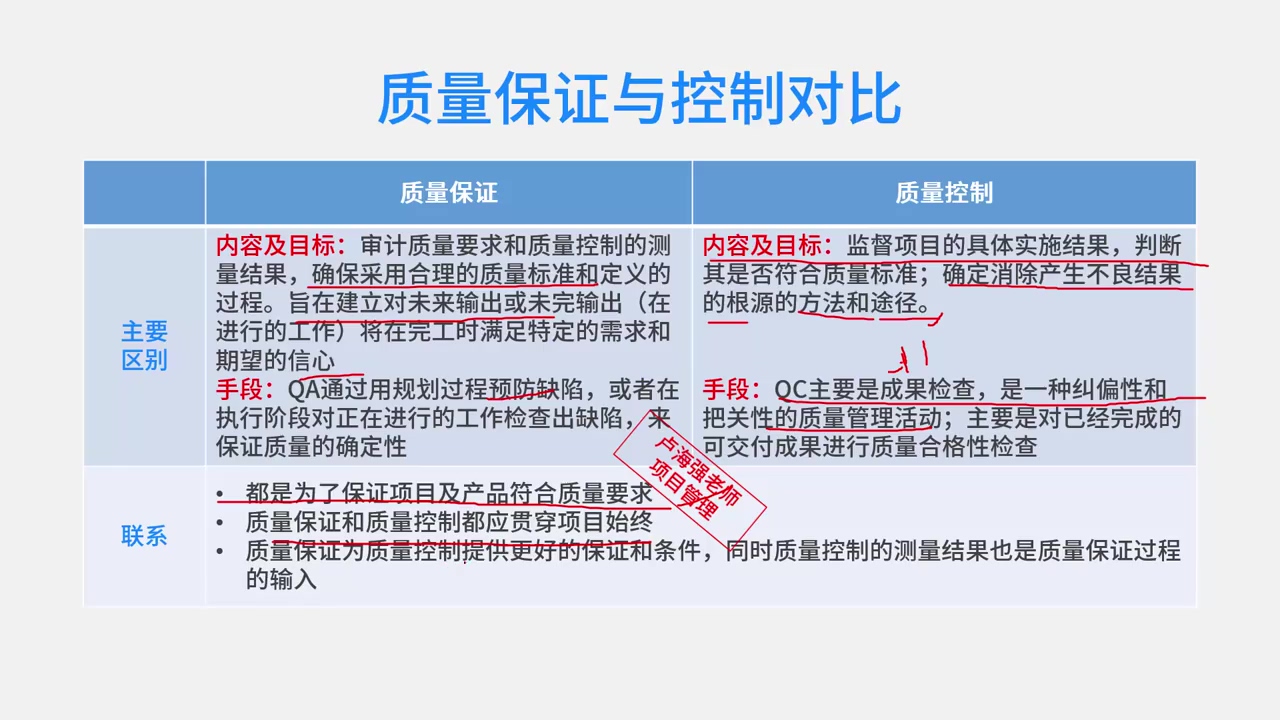 质量保证与控制对比
质量保证
质量控制
主要
区别
内容及目标：审计质量要求和质量控制的测
量结果，确保采用合理的质量标准和定义的
过程。旨在建立对未来输出或未完输出（在
进行的工作）将在完工时满足特定的需求和
期望的信心
手段：QA通过用规划过程预防缺陷，或者在
执行阶段对正在进行的工作检查出缺陷，来
保证质量的确定性
内容及目标：监督项目的具体实施结果，判断
其是否符合质量标准；确定消除产生不良结果
的根源的方法和途径。
手段：QC主要是成果检查，是一种纠偏性和
把关性的质量管理活动；主要是对已经完成的
可交付成果进行质量合格性检查
联系
• 都是为了保证项目及产品符合质量要求
• 质量保证和质量控制都应贯穿项目始终
• 质量保证为质量控制提供更好的保证和条件，同时质量控制的测量结果也是质量保证过程
的输入
卢海强老师
项目管理